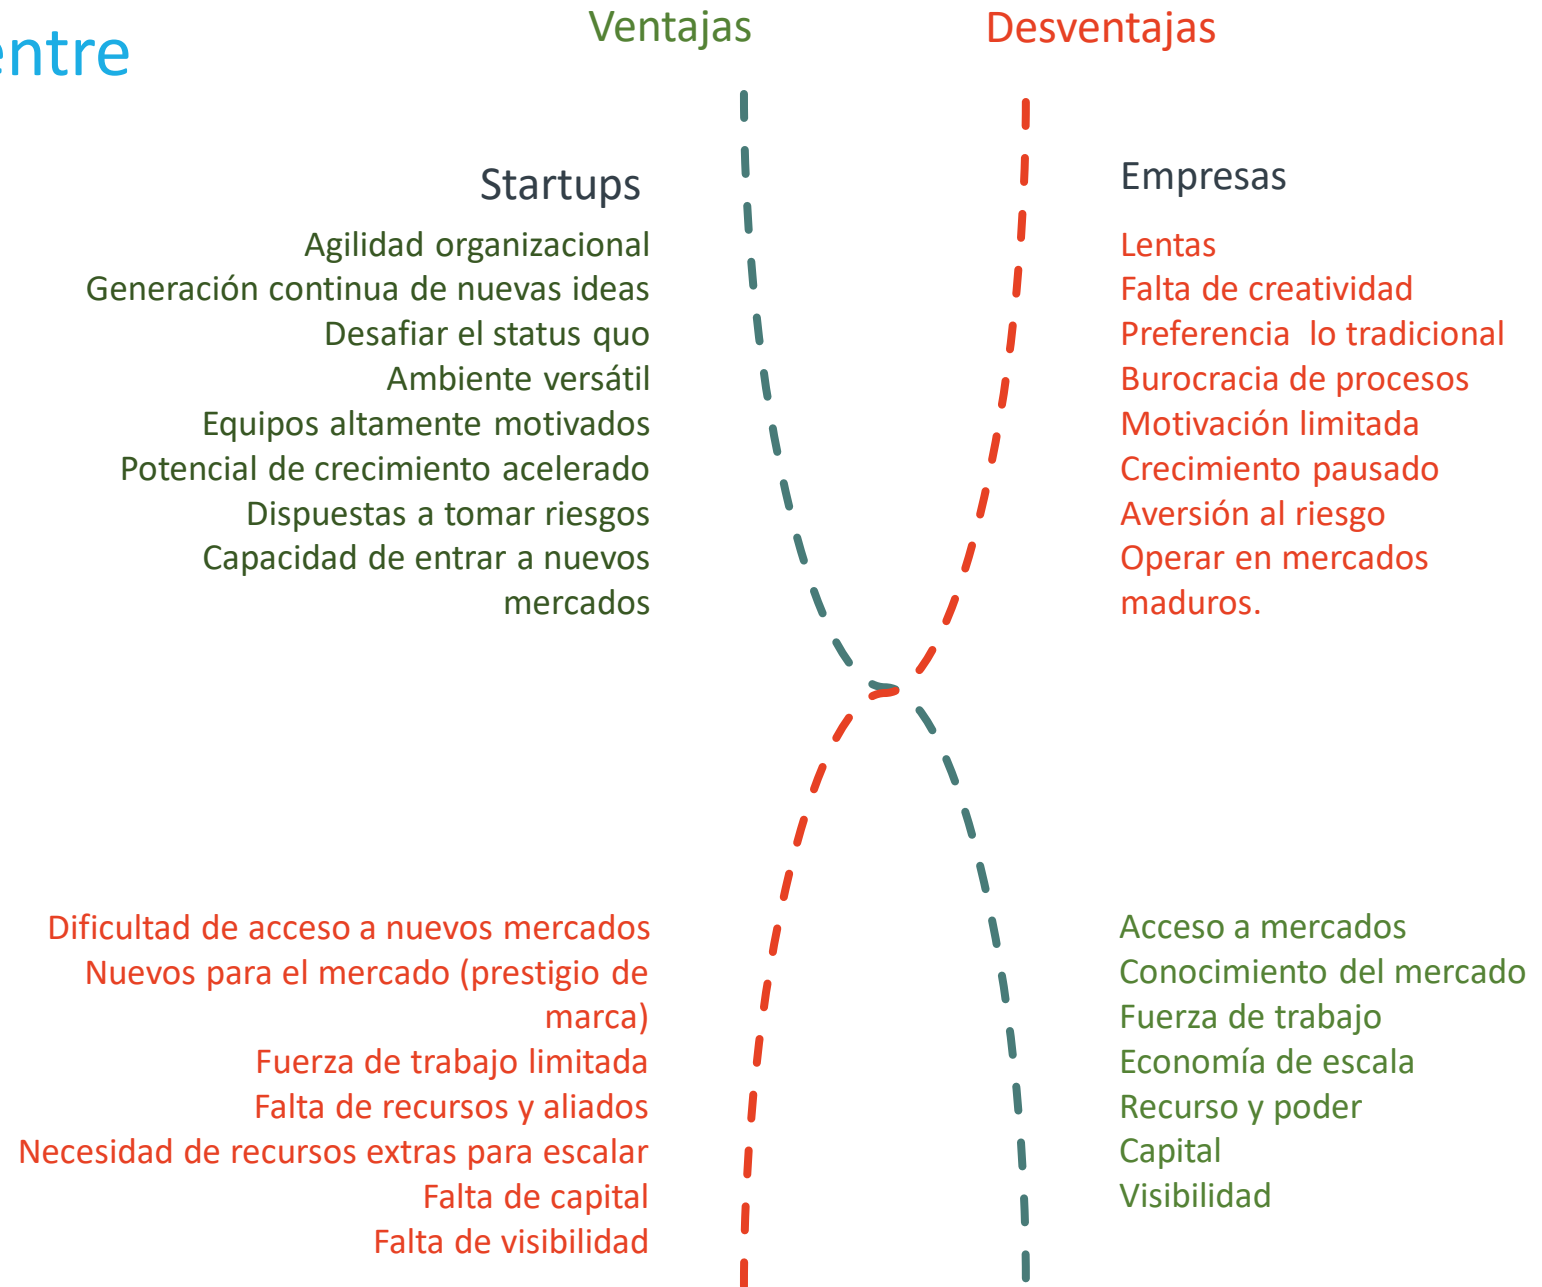 entre
Ventajas
Desventajas
Startups
Agilidad organizacional
Generación continua de nuevas ideas
Desafiar el status quo
Ambiente versátil
Equipos altamente motivados
Potencial de crecimiento acelerado
Dispuestas a tomar riesgos
Capacidad de entrar a nuevos
mercados
Empresas
Lentas
Falta de creatividad
Preferencia  lo tradicional
Burocracia de procesos
Motivación limitada
Crecimiento pausado
Aversión al riesgo
Operar en mercados
maduros.
Dificultad de acceso a nuevos mercados
Nuevos para el mercado (prestigio de
marca)
Fuerza de trabajo limitada
Falta de recursos y aliados
Necesidad de recursos extras para escalar
Falta de capital
Falta de visibilidad
Acceso a mercados
Conocimiento del mercado
Fuerza de trabajo
Economía de escala
Recurso y poder
Capital
Visibilidad